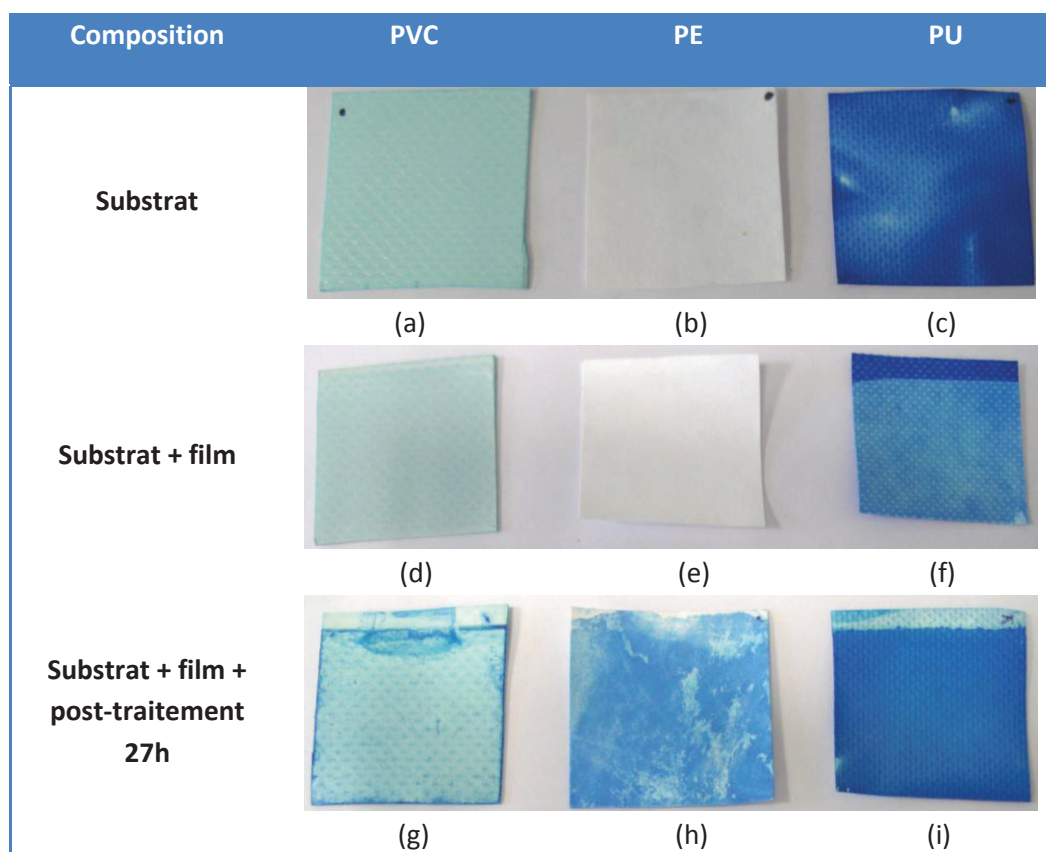 Composition PVC PE PU
Substrat
(a) (b) (c)
Substrat + film
(d) (e) (f)
Substrat + film +
post-traitement
27h
(g) (h) (i)